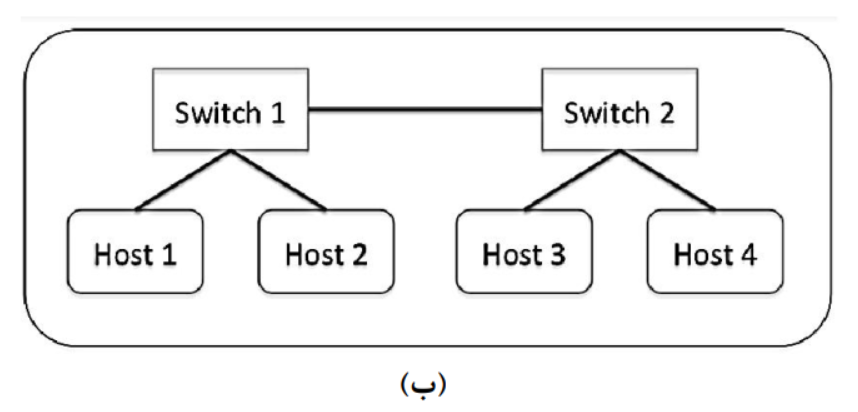 Switch 1 Switch 2
Host 1 Host 2 Host 3 Host 4
(ب)